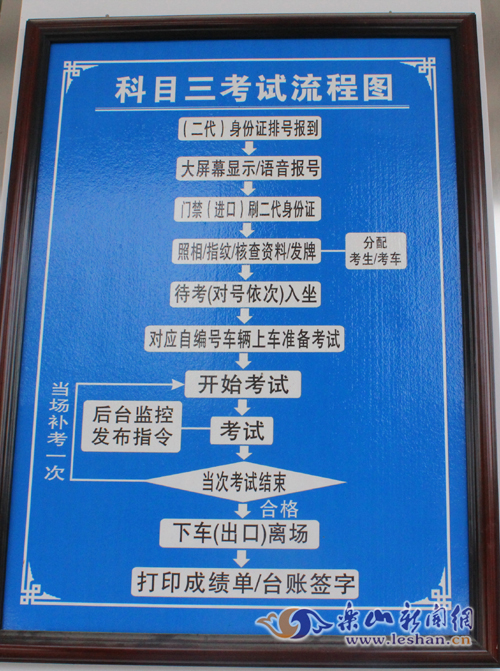 科目三考试流程图
（二代）身份证排号报到
大屏幕显示/语音报号
门禁（进口）刷二代身份证
照相/指纹/核查资料/发牌
分配
考生/考车
待考(对号依次)入坐
对应自编号车辆上车准备考试
开始考试
当场补考一次
后台监控
发布指令
考试
当次考试结束
合格
下车(出口)离场
打印成绩单/台账签字
乐山新闻网
www.leshan.cn